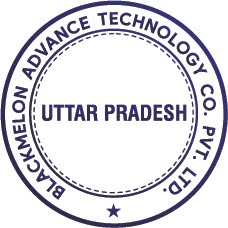 BLACKMELON ADVANCE TECHNOLOGY CO. PVT. LTD.
UTTAR PRADESH